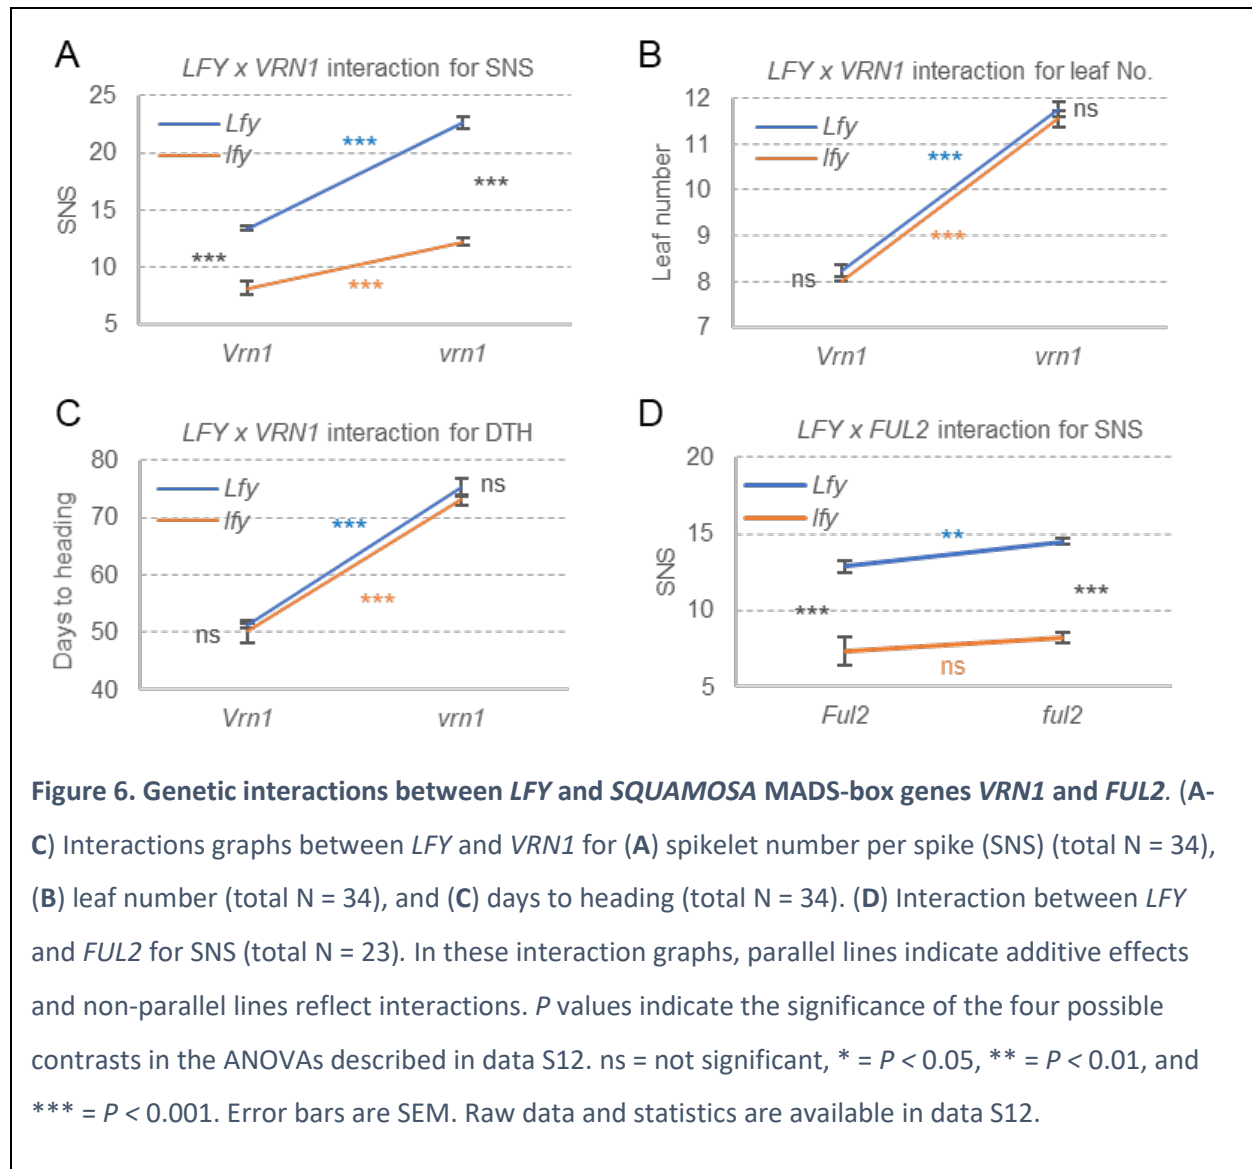 A
LFY x VRN1 interaction for SNS
25
20
15
10
5
SNS
Lfy
lfy
***
***
***
***
Vrn1
vrn1
B
LFY x VRN1 interaction for leaf No.
12
11
10
9
8
7
Leaf number
Lfy
lfy
ns
***
***
ns
Vrn1
vrn1
C
LFY x VRN1 interaction for DTH
80
70
60
50
40
Days to heading
Lfy
lfy
ns
***
***
ns
Vrn1
vrn1
D
LFY x FUL2 interaction for SNS
20
15
10
5
SNS
Lfy
lfy
**
***
***
ns
Ful2
ful2
Figure 6. Genetic interactions between LFY and SQUAMOSA MADS-box genes VRN1 and FUL2. (A-
C) Interactions graphs between LFY and VRN1 for (A) spikelet number per spike (SNS) (total N = 34),
(B) leaf number (total N = 34), and (C) days to heading (total N = 34). (D) Interaction between LFY
and FUL2 for SNS (total N = 23). In these interaction graphs, parallel lines indicate additive effects
and non-parallel lines reflect interactions. P values indicate the significance of the four possible
contrasts in the ANOVAs described in data S12. ns = not significant, * = P < 0.05, ** = P < 0.01, and
*** = P < 0.001. Error bars are SEM. Raw data and statistics are available in data S12.